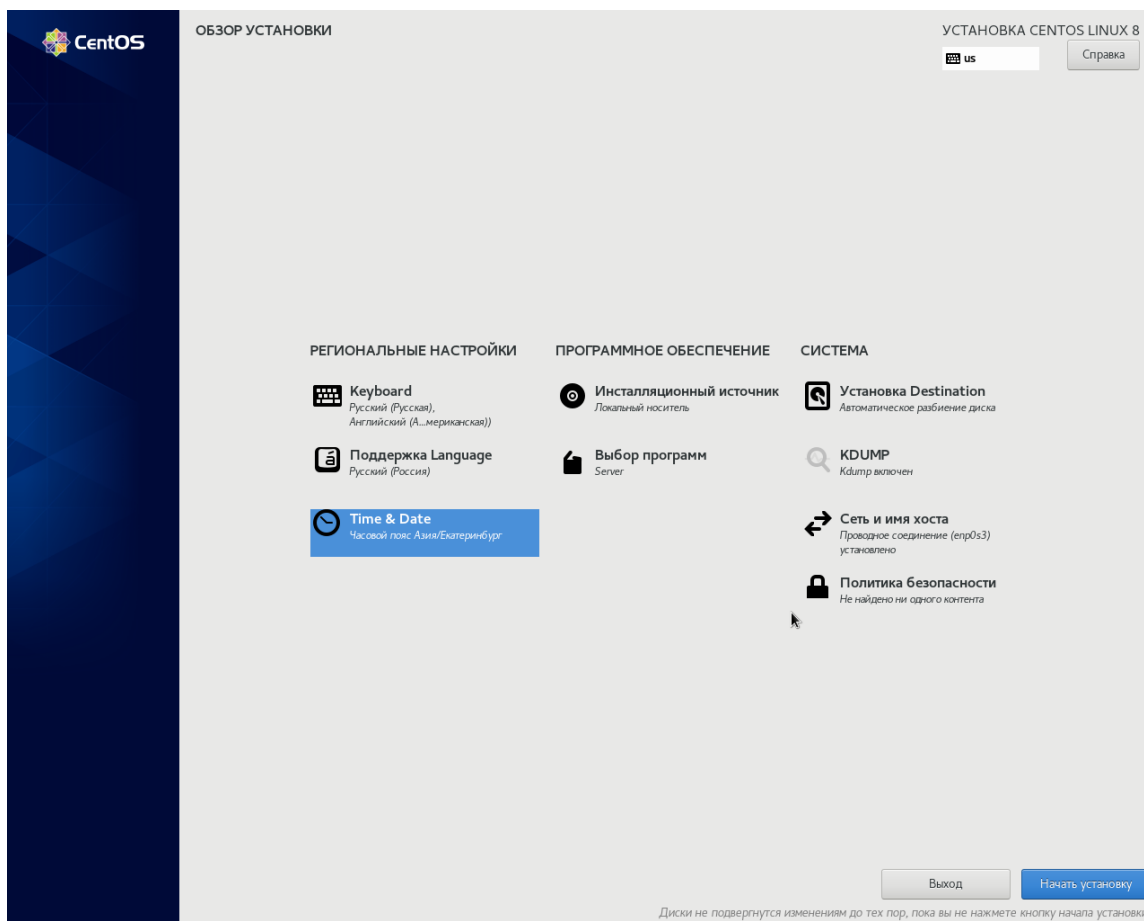 CentOS
ОБЗОР УСТАНОВКИ
УСТАНОВКА CENTOS LINUX 8
us
Справка
РЕГИОНАЛЬНЫЕ НАСТРОЙКИ
Keyboard
Русский (Русская),
Английский (А...мериканская))
Поддержка Language
Русский (Россия)
Time & Date
Часовой пояс Азия/Екатеринбург
ПРОГРАММНОЕ ОБЕСПЕЧЕНИЕ
Инсталляционный источник
Локальный носитель
Выбор программ
Server
СИСТЕМА
Установка Destination
Автоматическое разбиение диска
KDUMP
Kdump включен
Сеть и имя хоста
Проводное соединение (enp0s3)
установлено
Политика безопасности
Не найдено ни одного контента
Выход
Начать установку
Диски не подвергнутся изменениям до тех пор, пока вы не нажмете кнопку начала установки